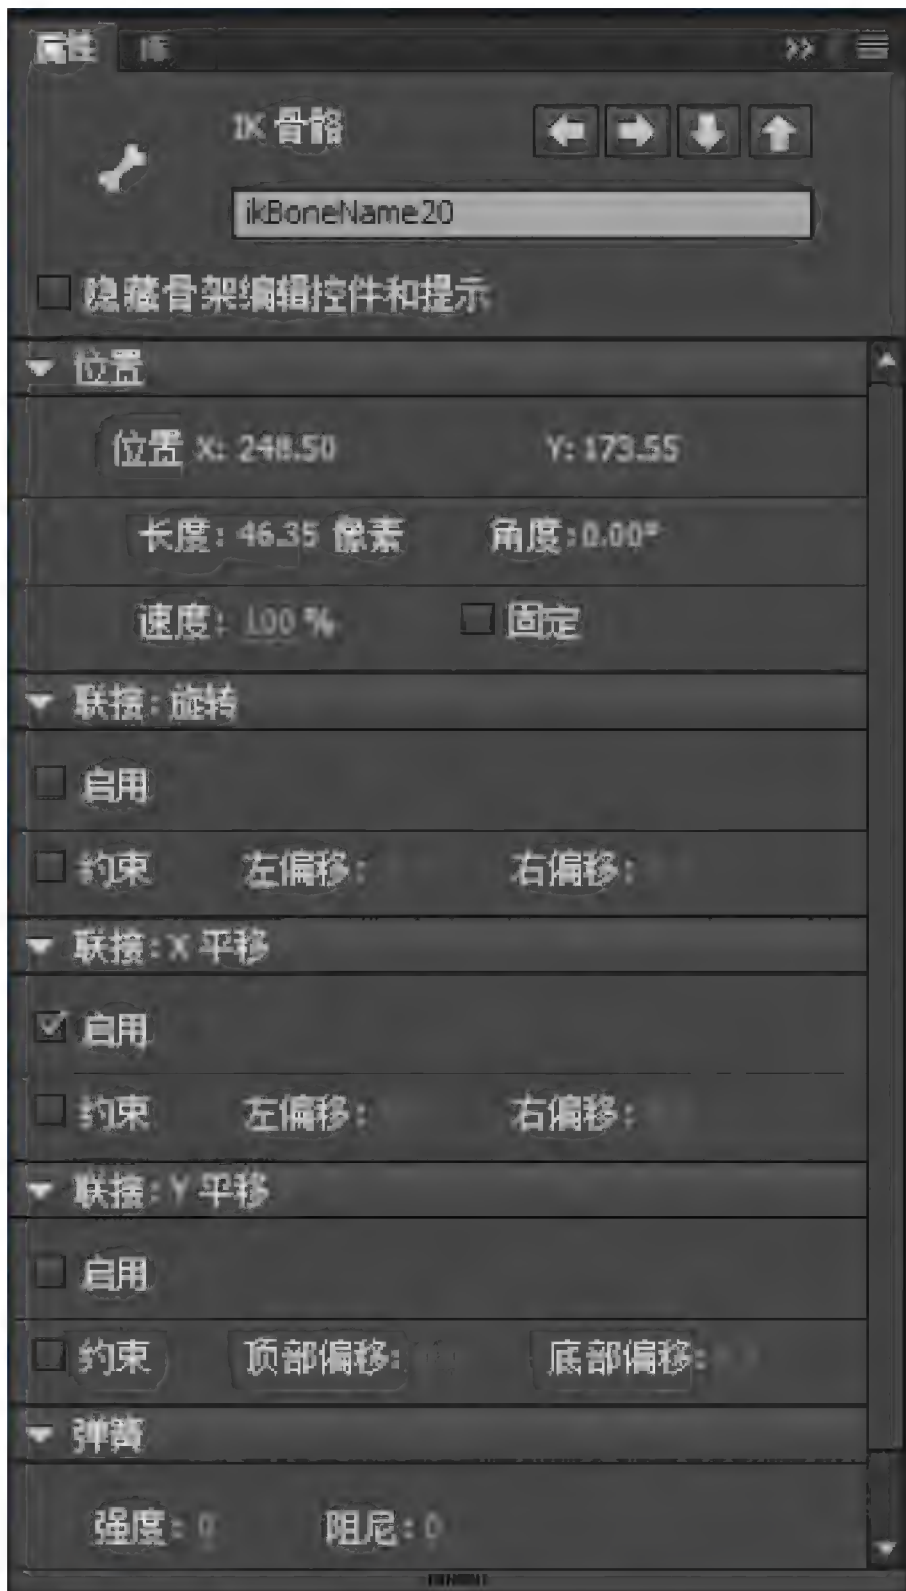 属性 库
IK 骨骼
ikBoneName20
隐藏骨架编辑控件和提示
位置
位置 X: 248.50 Y: 173.55
长度: 46.35 像素 角度: 0.00°
速度: 100 % 固定
联接: 旋转
启用
约束 左偏移: 右偏移:
联接: X 平移
启用
约束 左偏移: 右偏移:
联接: Y 平移
启用
约束 顶部偏移: 底部偏移:
弹簧
强度: 0 阻尼: 0